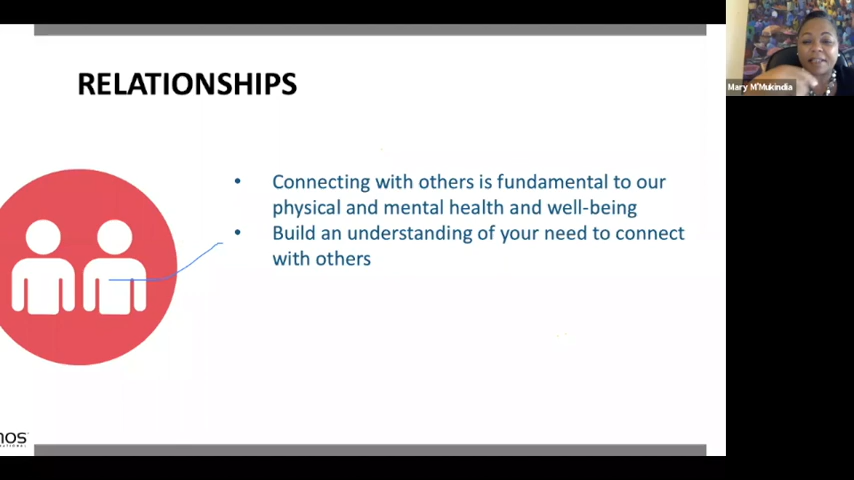 RELATIONSHIPS
Mary M'Mukindia
• Connecting with others is fundamental to our
physical and mental health and well-being
• Build an understanding of your need to connect
with others